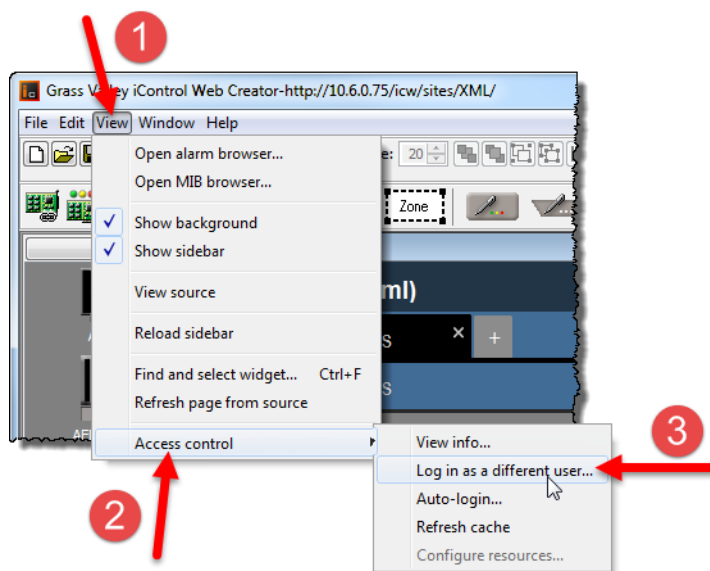 1
Grass Valley iControl Web Creator-http://10.6.0.75/icw/sites/XML/
File Edit View Window Help
Open alarm browser...
20
Open MIB browser...
Zone
Show background
Show sidebar
ml)
View source
Reload sidebar
s
×
+
Find and select widget... Ctrl+F
s
Refresh page from source
Access control
View info...
3
Log in as a different user...
2
Auto-login...
Refresh cache
Configure resources...